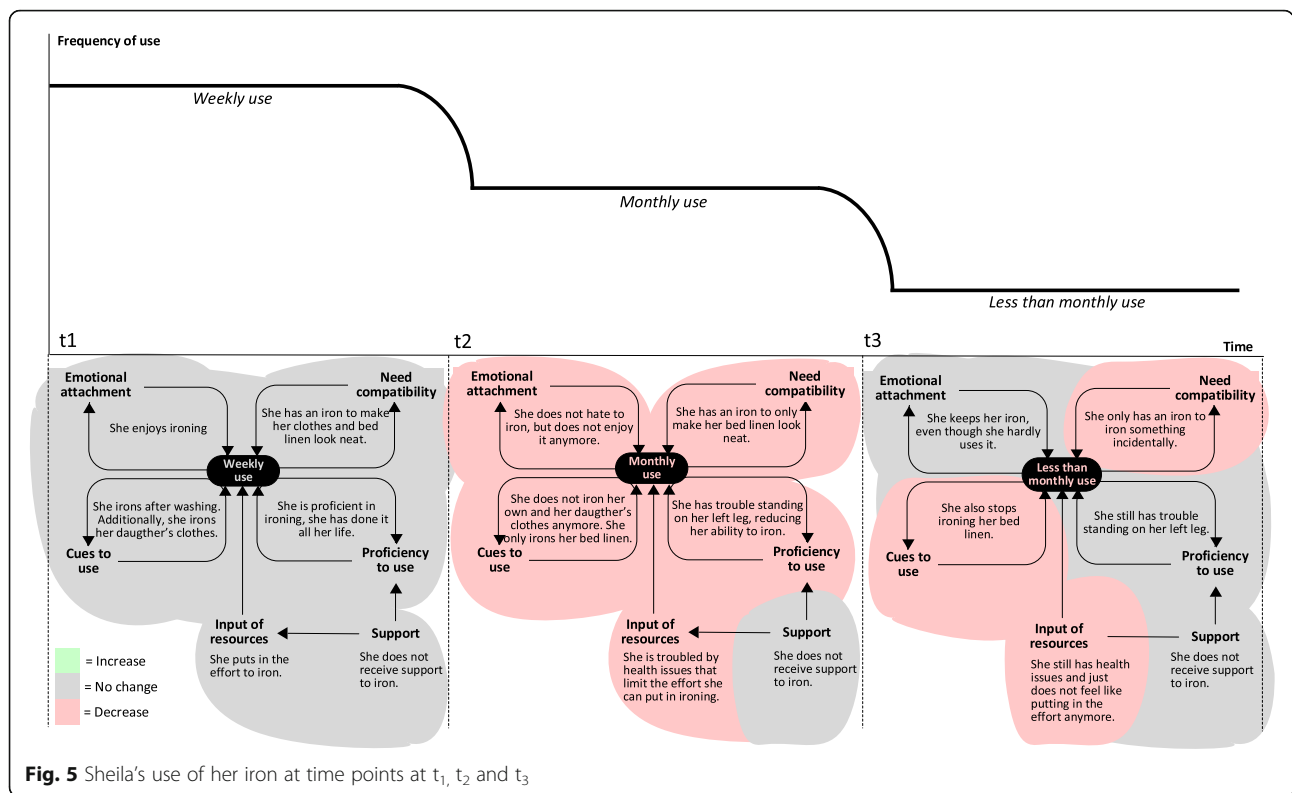 Frequency of use
Weekly use
Monthly use
Less than monthly use
t1
t2
t3
Time
Emotional
attachment
Need
compatibility
She enjoys ironing
She has an iron to make
her clothes and bed
linen look neat.
Weekly
use
She irons after washing.
Additionally, she irons
her daugther's clothes.
She is proficient in
ironing, she has done it
all her life.
Cues to
use
Proficiency
to use
Input of
resources
Support
She puts in the
effort to iron.
She does not
receive support
to iron.
Emotional
attachment
Need
compatibility
She does not hate to
iron, but does not enjoy
it anymore.
She has an iron to only
make her bed linen look
neat.
Monthly
use
She does not iron her
own and her daugther's
clothes anymore. She
only irons her bed linen.
She has trouble standing
on her left leg, reducing
her ability to iron.
Cues to
use
Proficiency
to use
Input of
resources
Support
She is troubled by
health issues that
limit the effort she
can put in ironing.
She does not
receive support
to iron.
Emotional
attachment
Need
compatibility
She keeps her iron,
even though she hardly
uses it.
She only has an iron to
iron something
incidentally.
Less than
monthly use
She also stops
ironing her bed
linen.
She still has trouble
standing on her left leg.
Cues to
use
Proficiency
to use
Input of
resources
Support
She still has health
issues and just
does not feel like
putting in the
effort anymore.
She does not
receive support
to iron.
= Increase
= No change
= Decrease
Fig. 5 Sheila's use of her iron at time points at t1, t2 and t3